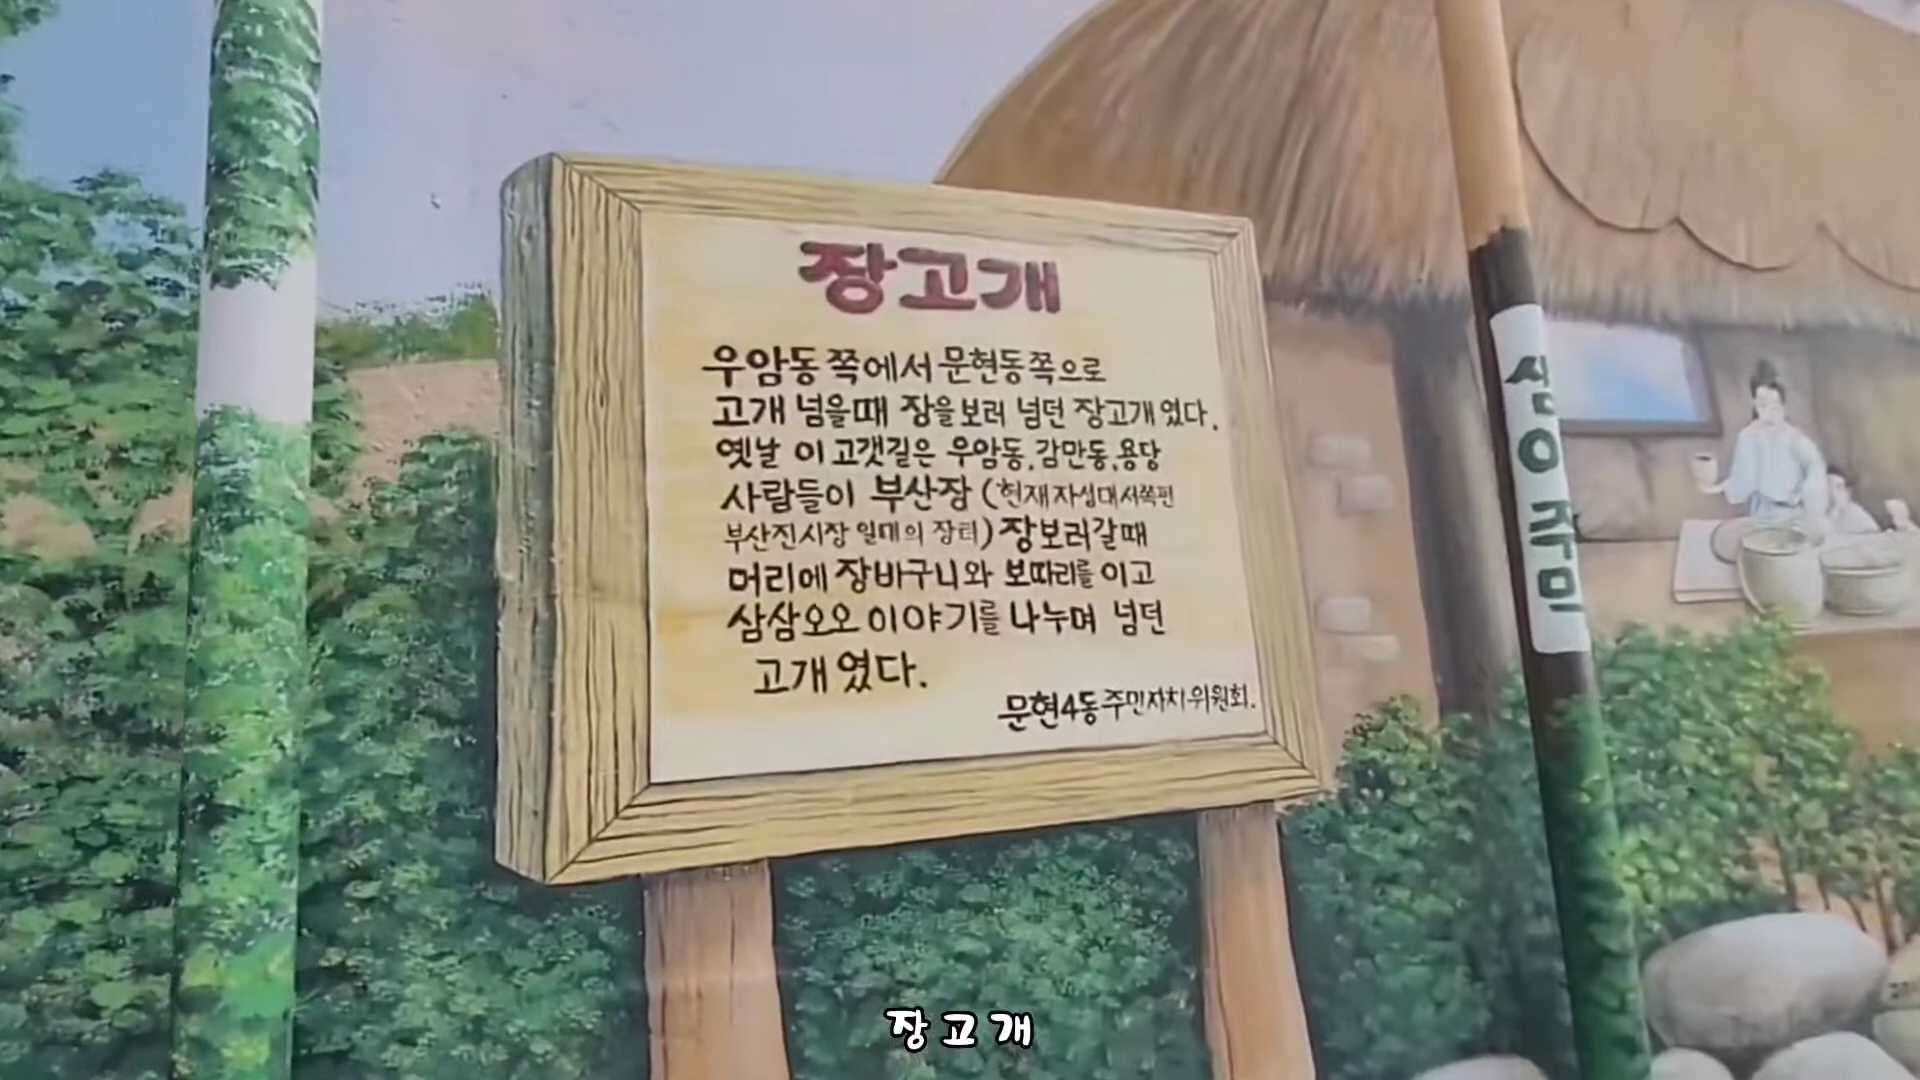 장고개
우암동쪽에서 문현동쪽으로
고개 넘을때 장을보러 넘던 장고개였다.
옛날 이고갯길은 우암동,감만동,용당
사람들이 부산장 (현재자성대서쪽편
부산진시장 일대의 장터) 장보러갈때
머리에 장바구니와 보따리를 이고
삼삼오오 이야기를 나누며 넘던
고개였다.
문현4동주민자치위원회.
장고개